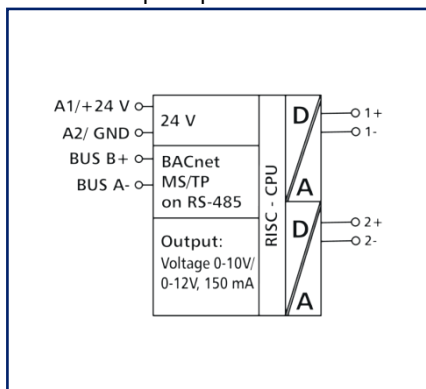 A1/+24 V
A2/ GND
BUS B+
BUS A-
24 V
BACnet
MS/TP
on RS-485
Output:
Voltage 0-10V/
0-12V, 150 mA
RISC - CPU
D
A
D
A
1+
1-
2+
2-